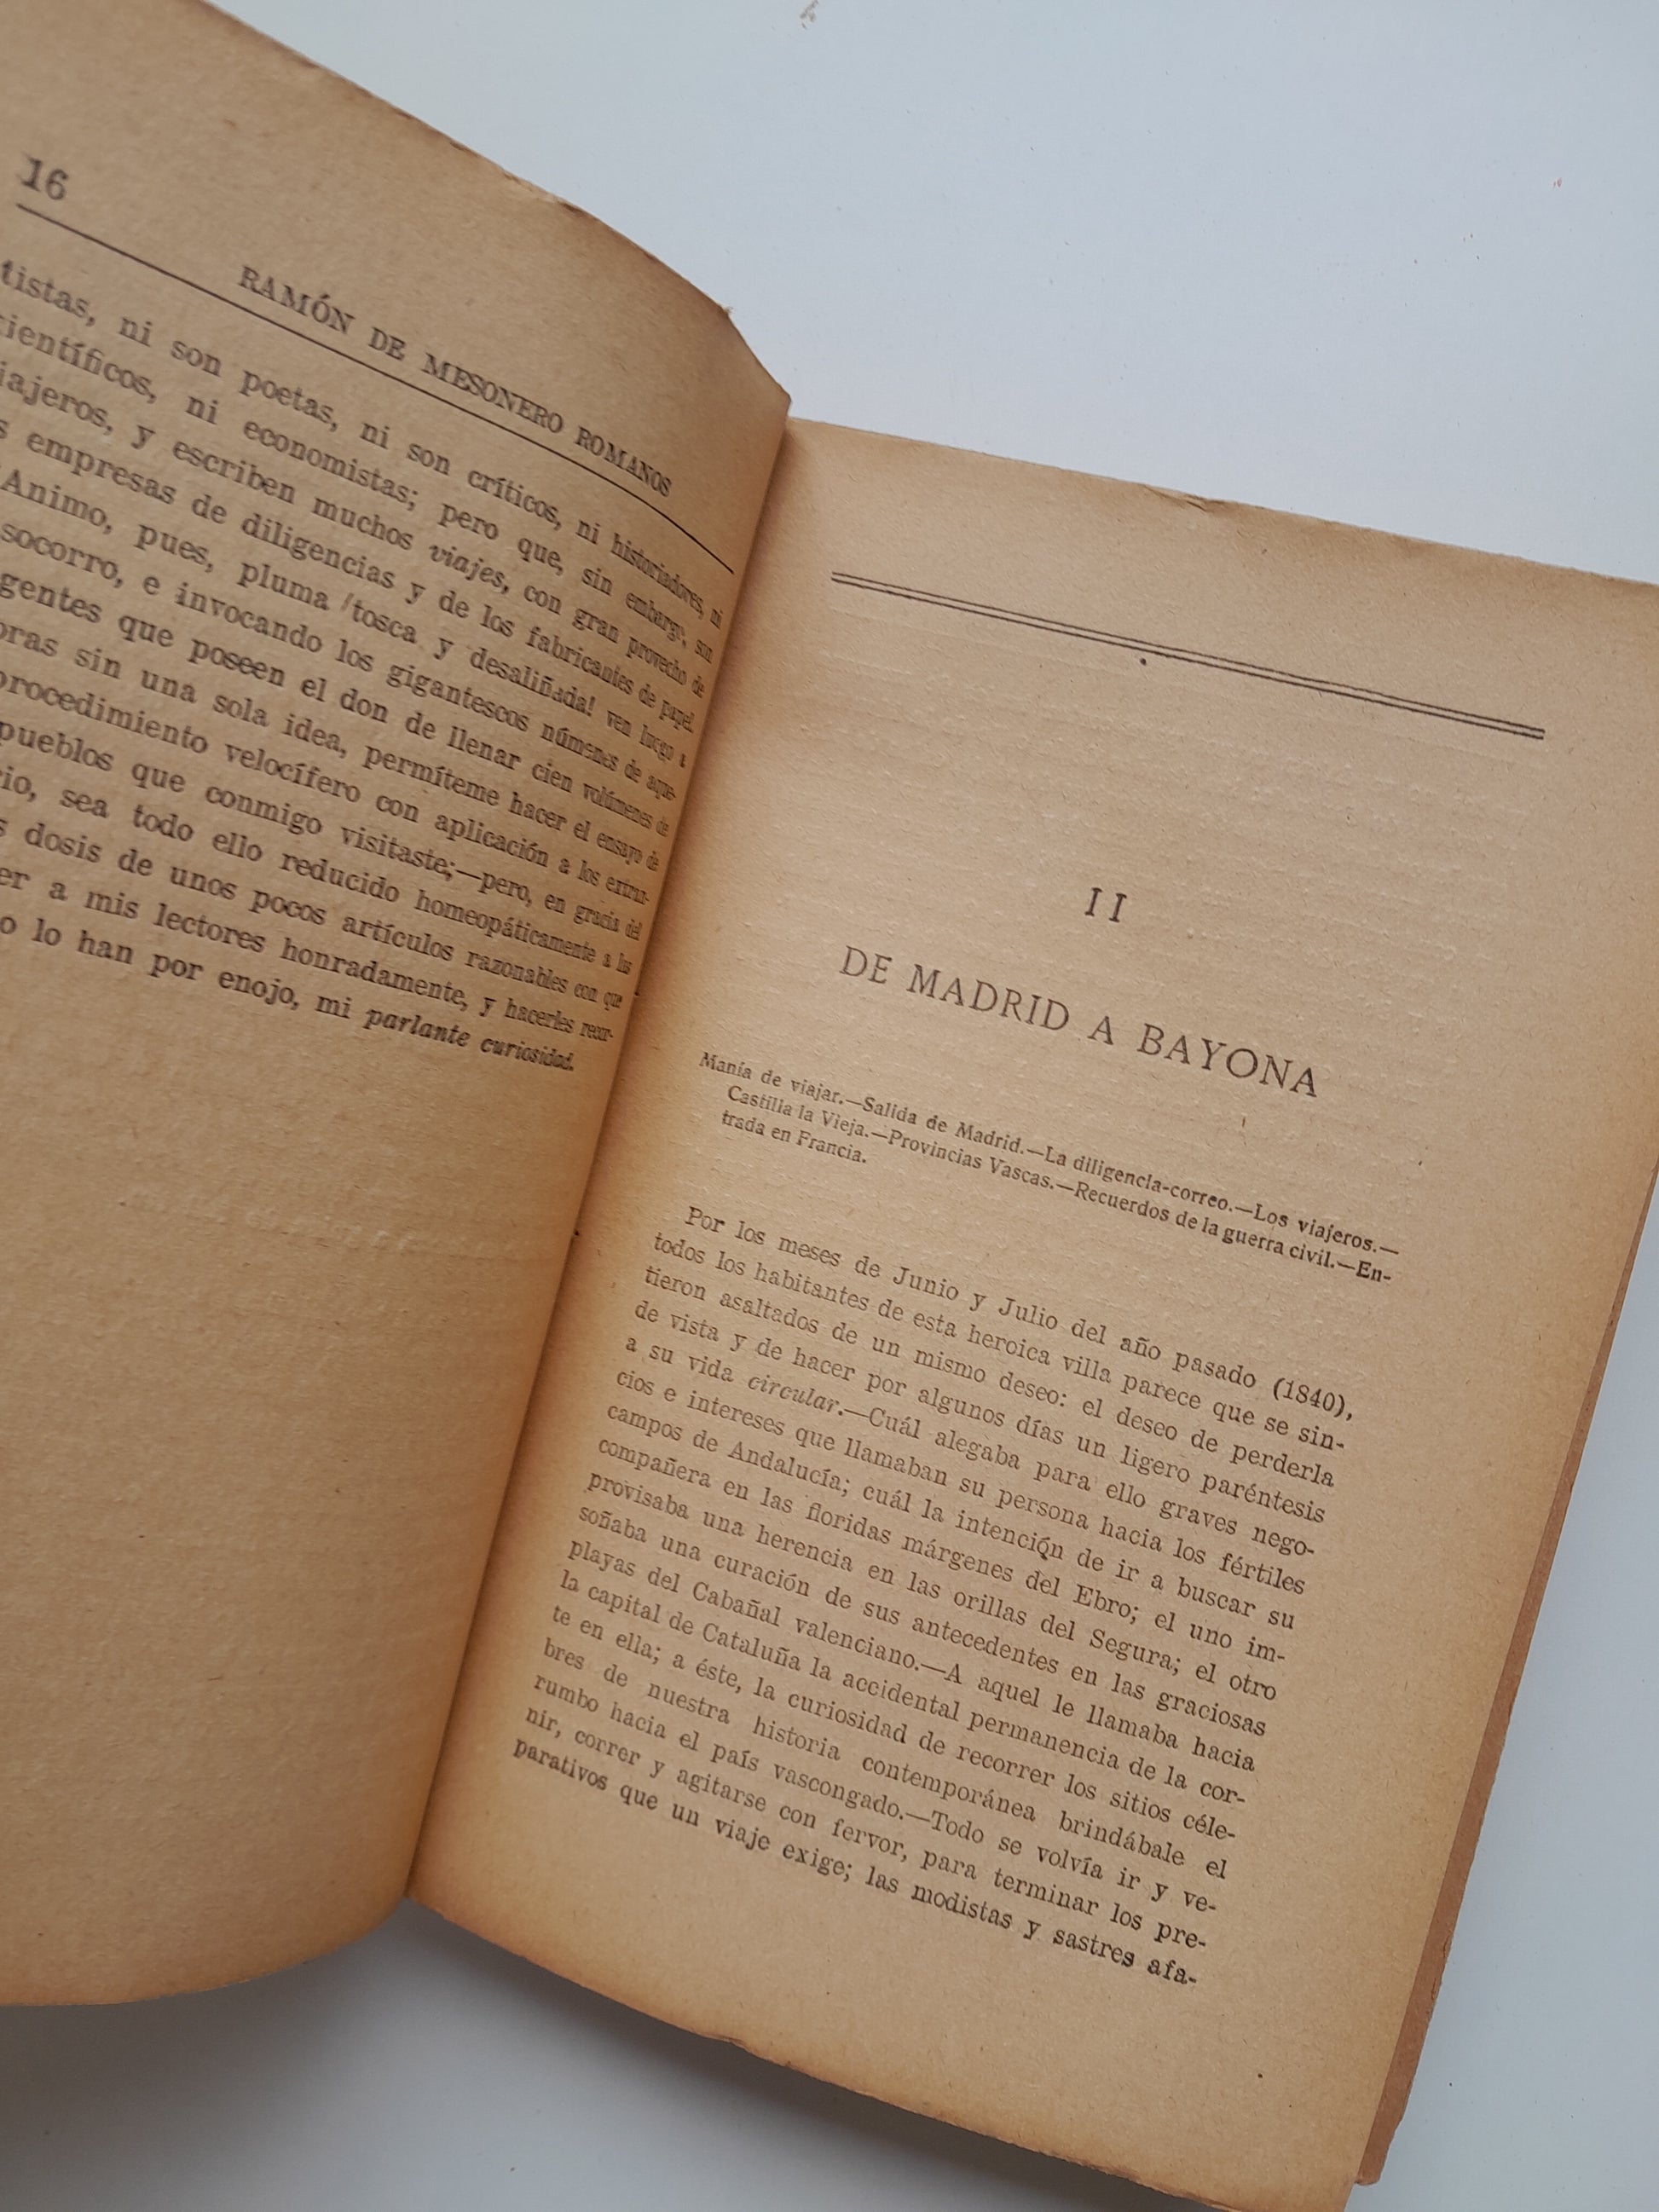 16
RAMÓN DE MESONERO ROMANOS
tistas, ni son poetas, ni son críticos, ni historiadores, ni
científicos, ni economistas; pero que, sin embargo, son
iajeros, y escriben muchos viajes, con gran provecho de
s empresas de diligencias y de los fabricantes de papel.
Animo, pues, pluma tosca y desaliñada! ven luego a
socorro, e invocando los gigantescos númenes de aque-
gentes que poseen el don de llenar cien volúmenes de
bras sin una sola idea, permíteme hacer el ensayo de
procedimiento velocífero con aplicación a los extran-
pueblos que conmigo visitaste;—pero, en gracia del
rio, sea todo ello reducido homeopáticamente a las
s dosis de unos pocos artículos razonables con que
er a mis lectores honradamente, y hacerles recor-
o lo han por enojo, mi parlante curiosidad.
II
DE MADRID A BAYONA
Manía de viajar.—Salida de Madrid.—La diligencia-correo.—Los viajeros.—
Castilla la Vieja.—Provincias Vascas.—Recuerdos de la guerra civil.—En-
trada en Francia.
Por los meses de Junio y Julio del año pasado (1840),
todos los habitantes de esta heroica villa parece que se sin-
tieron asaltados de un mismo deseo: el deseo de perderla
de vista y de hacer por algunos días un ligero paréntesis
a su vida circular.—Cuál alegaba para ello graves nego-
cios e intereses que llamaban su persona hacia los fértiles
campos de Andalucía; cuál la intención de ir a buscar su
compañera en las floridas márgenes del Ebro; el uno im-
provisaba una herencia en las orillas del Segura; el otro
soñaba una curación de sus antecedentes en las graciosas
playas del Cabañal valenciano.—A aquel le llamaba hacia
la capital de Cataluña la accidental permanencia de la cor-
te en ella; a éste, la curiosidad de recorrer los sitios céle-
bres de nuestra historia contemporánea brindábale el
rumbo hacia el país vascongado.—Todo se volvía ir y ve-
nir, correr y agitarse con fervor, para terminar los pre-
parativos que un viaje exige; las modistas y sastres afa-